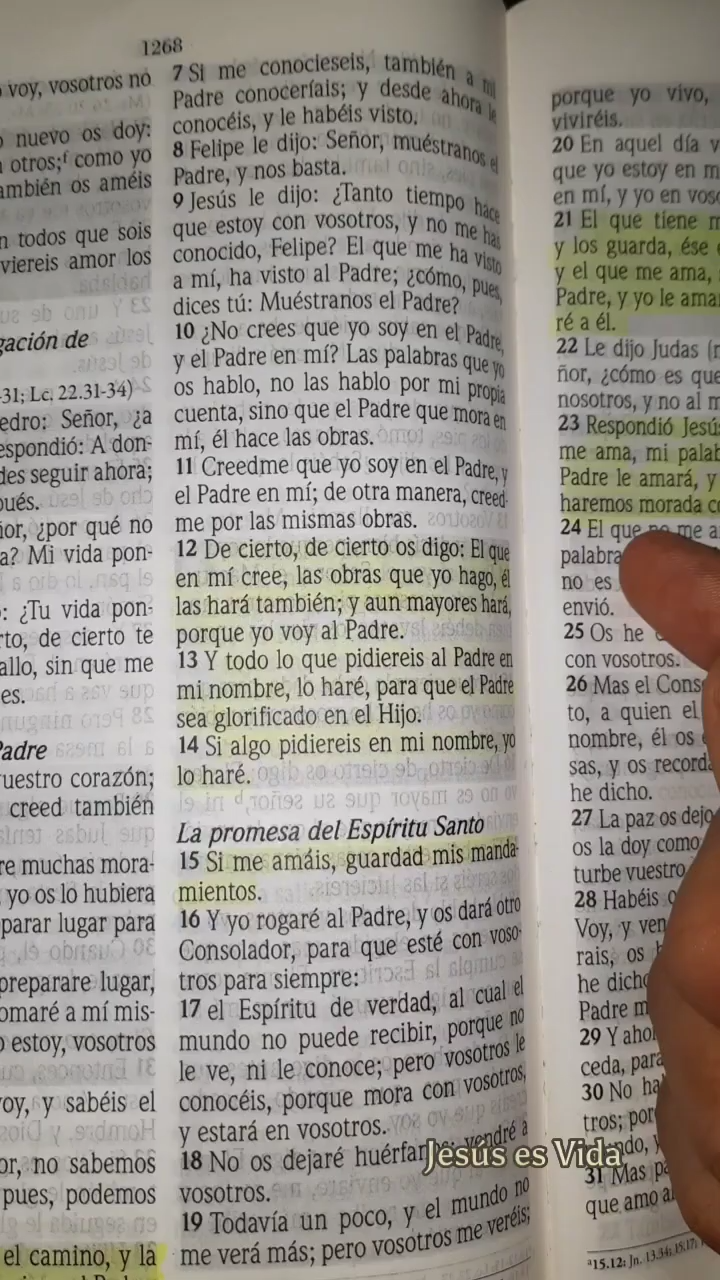 1268
voy, vosotros no
nuevo os doy:
otros;ᶠ como yo
también os améis
n todos que sois
viereis amor los
gación de
-31; Lc. 22.31-34)
edro: Señor, ¿a
espondió: A don-
des seguir ahora;
pués.
ñor, ¿por qué no
a? Mi vida pon-
o: ¿Tu vida pon-
rto, de cierto te
allo, sin que me
es.
Padre
uestro corazón;
creed también
re muchas mora-
yo os lo hubiera
parar lugar para
preparare lugar,
omaré a mí mis-
o estoy, vosotros
voy, y sabéis el
or, no sabemos
pues, podemos
el camino, y la
7 Si me conocieseis, también a mi
Padre conoceríais; y desde ahora le
conocéis, y le habéis visto.
8 Felipe le dijo: Señor, muéstranos el
Padre, y nos basta.
9 Jesús le dijo: ¿Tanto tiempo hace
que estoy con vosotros, y no me has
conocido, Felipe? El que me ha visto
a mí, ha visto al Padre; ¿cómo, pues,
dices tú: Muéstranos el Padre?
10 ¿No crees que yo soy en el Padre,
y el Padre en mí? Las palabras que yo
os hablo, no las hablo por mi propia
cuenta, sino que el Padre que mora en
mí, él hace las obras.
11 Creedme que yo soy en el Padre, y
el Padre en mí; de otra manera, creed-
me por las mismas obras.
12 De cierto, de cierto os digo: El que
en mí cree, las obras que yo hago, él
las hará también; y aun mayores hará,
porque yo voy al Padre.
13 Y todo lo que pidiereis al Padre en
mi nombre, lo haré, para que el Padre
sea glorificado en el Hijo.
14 Si algo pidiereis en mi nombre, yo
lo haré.
La promesa del Espíritu Santo
15 Si me amáis, guardad mis manda-
mientos.
16 Y yo rogaré al Padre, y os dará otro
Consolador, para que esté con voso-
tros para siempre:
17 el Espíritu de verdad, al cual el
mundo no puede recibir, porque no
le ve, ni le conoce; pero vosotros le
conocéis, porque mora con vosotros,
y estará en vosotros.
18 No os dejaré huérfanos; vendré a
vosotros.
19 Todavía un poco, y el mundo no
me verá más; pero vosotros me veréis;
porque yo vivo,
viviréis.
20 En aquel día v
que yo estoy en m
en mí, y yo en voso
21 El que tiene m
y los guarda, ése
y el que me ama,
Padre, y yo le ama
ré a él.
22 Le dijo Judas (n
ñor, ¿cómo es que
nosotros, y no al m
23 Respondió Jesús
me ama, mi palab
Padre le amará, y
haremos morada co
24 El que no me a
palabra
no es
envió.
25 Os he
con vosotros.
26 Mas el Conso
to, a quien el
nombre, él os
sas, y os recorda
he dicho.
27 La paz os dejo
os la doy como
turbe vuestro
28 Habéis o
Voy, y ven
rais, os h
he dicho
Padre m
29 Y aho
ceda, para
30 No ha
tros; por
ndo, y
31 Mas pa
que amo a
ᵃ15.12: Jn. 13.34; 15.17;
Jesús es Vida